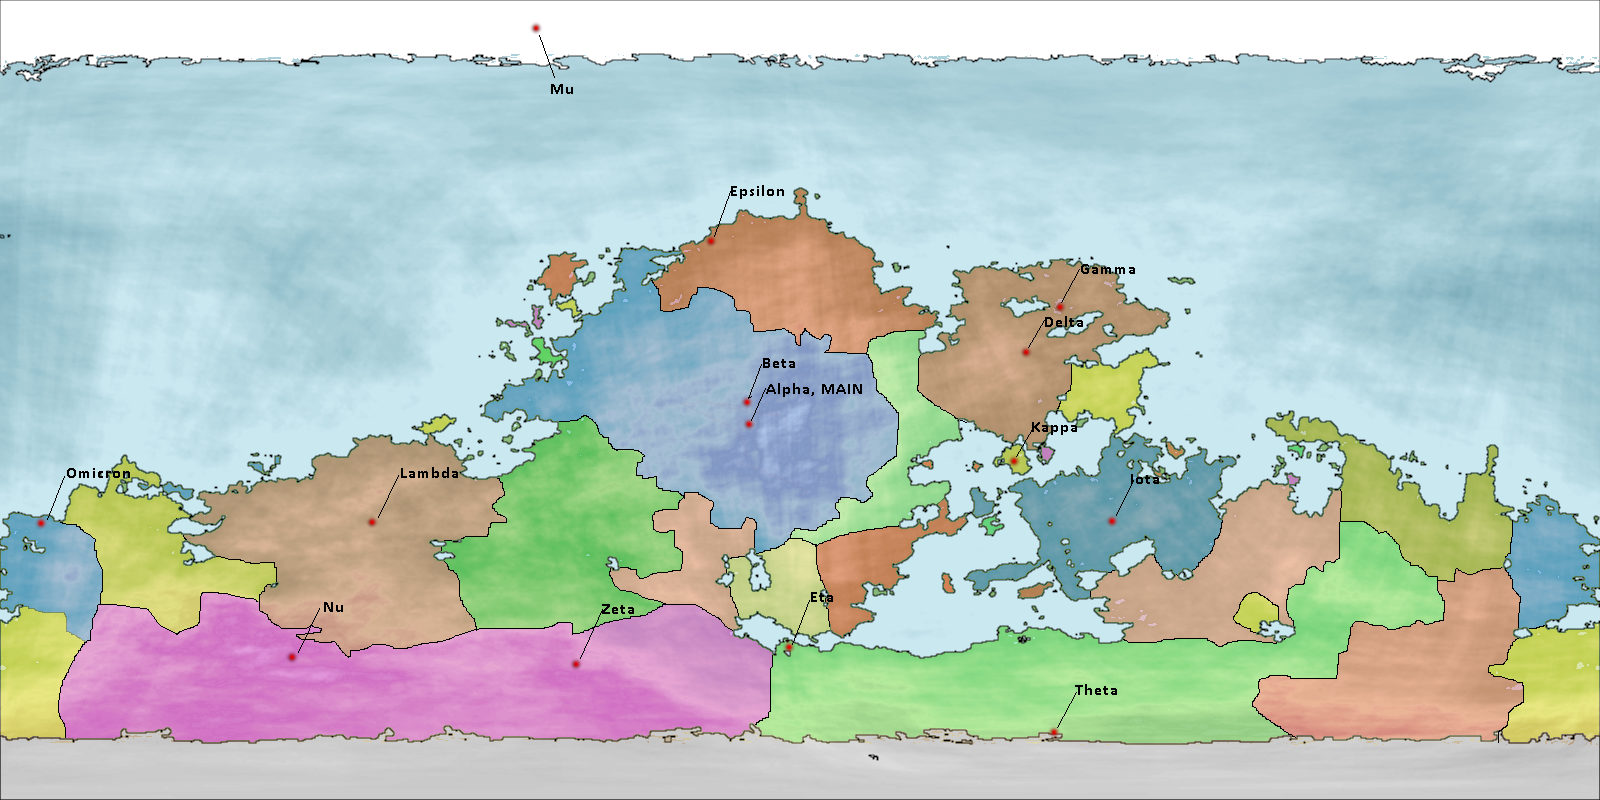 Mu
Epsilon
Gamma
Delta
Beta
Alpha, MAIN
Kappa
Omicron
Lambda
Iota
Eta
Nu
Zeta
Theta